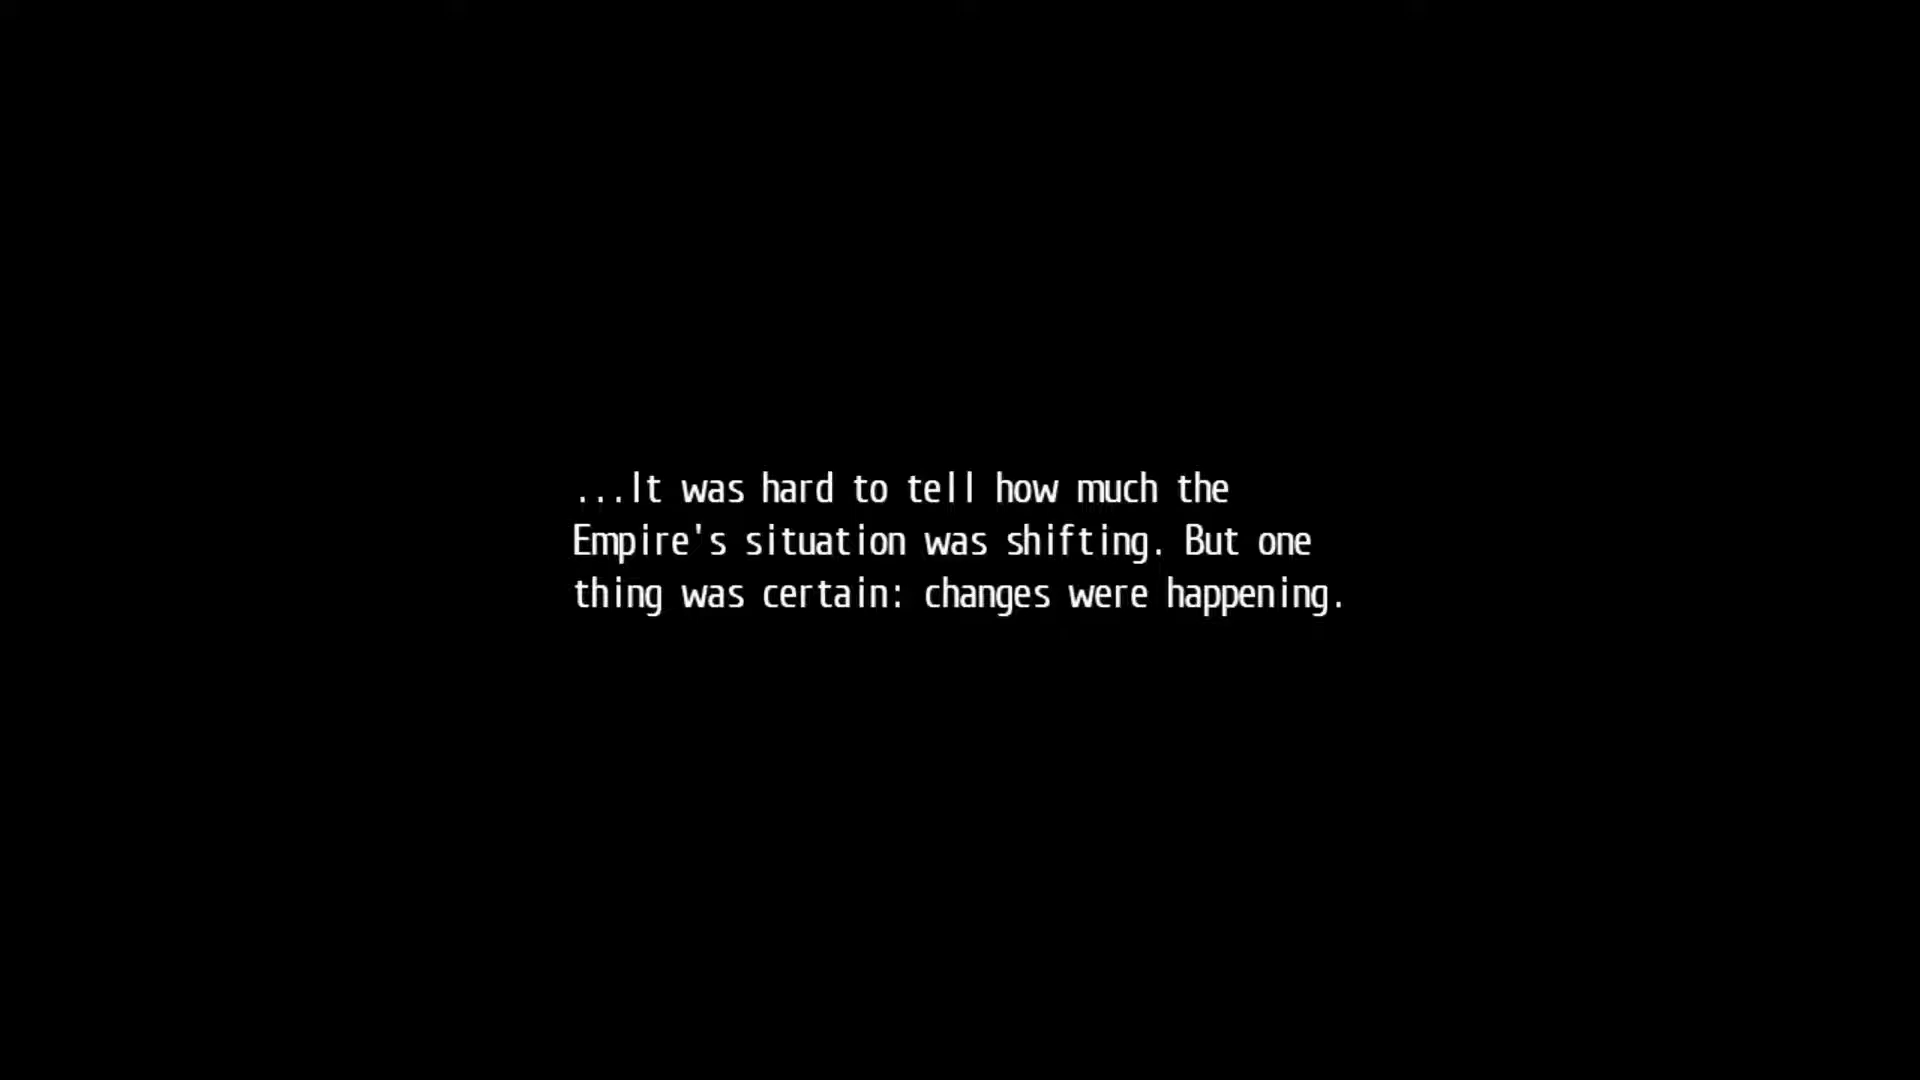 ...It was hard to tell how much the
Empire's situation was shifting. But one
thing was certain: changes were happening.